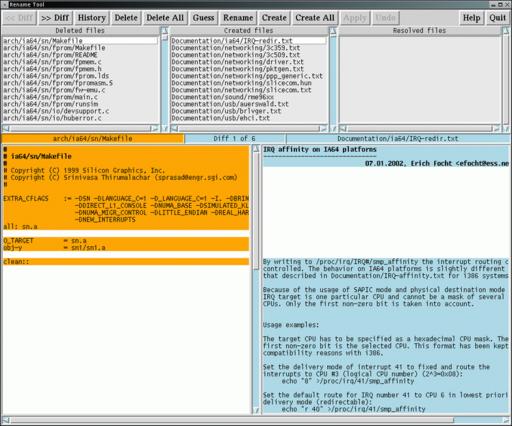 Rename Tool
<< Diff >> Diff History Delete Delete All Guess Rename Create Create All Apply Undo Help Quit
Deleted files Created files Resolved files
arch/ia64/sn/Makefile
arch/ia64/sn/fprom/Makefile
arch/ia64/sn/fprom/README
arch/ia64/sn/fprom/fpmem.c
arch/ia64/sn/fprom/fpmem.h
arch/ia64/sn/fprom/fprom.lds
arch/ia64/sn/fprom/fpromasm.S
arch/ia64/sn/fprom/fw-emu.c
arch/ia64/sn/fprom/main.c
arch/ia64/sn/fprom/runsim
arch/ia64/sn/io/devsupport.c
arch/ia64/sn/io/huberror.c
Documentation/ia64/IRQ-redir.txt
Documentation/networking/3c359.txt
Documentation/networking/3c509.txt
Documentation/networking/driver.txt
Documentation/networking/pktgen.txt
Documentation/networking/ppp_generic.txt
Documentation/networking/slicecom.hun
Documentation/networking/slicecom.txt
Documentation/sound/rme96xx
Documentation/usb/auerswald.txt
Documentation/usb/brlvger.txt
Documentation/usb/ehci.txt
arch/ia64/sn/Makefile Diff 1 of 6 Documentation/ia64/IRQ-redir.txt
#
# ia64/sn/Makefile
#
# Copyright (C) 1999 Silicon Graphics, Inc.
# Copyright (C) Srinivasa Thirumalachar (sprasad@engr.sgi.com)
#
EXTRA_CFLAGS := -DSN -DLANGUAGE_C=1 -D_LANGUAGE_C=1 -I. -DBRIN
-DDIRECT_L1_CONSOLE -DNUMA_BASE -DSIMULATED_KL
-DNUMA_MIGR_CONTROL -DLITTLE_ENDIAN -DREAL_HAR
-DNEW_INTERRUPTS
all: sn.a
O_TARGET = sn.a
obj-y = sn1/sn1.a
clean::
IRQ affinity on IA64 platforms
------------------------------
07.01.2002, Erich Focht <efocht@ess.ne
By writing to /proc/irq/IRQ#/smp_affinity the interrupt routing c
controlled. The behavior on IA64 platforms is slightly different
that described in Documentation/IRQ-affinity.txt for i386 systems
Because of the usage of SAPIC mode and physical destination mode
IRQ target is one particular CPU and cannot be a mask of several
CPUs. Only the first non-zero bit is taken into account.
Usage examples:
The target CPU has to be specified as a hexadecimal CPU mask. The
first non-zero bit is the selected CPU. This format has been kept
compatibility reasons with i386.
Set the delivery mode of interrupt 41 to fixed and route the
interrupts to CPU #3 (logical CPU number) (2^3=0x08):
echo "8" >/proc/irq/41/smp_affinity
Set the default route for IRQ number 41 to CPU 6 in lowest priori
delivery mode (redirectable):
echo "r 40" >/proc/irq/41/smp_affinity